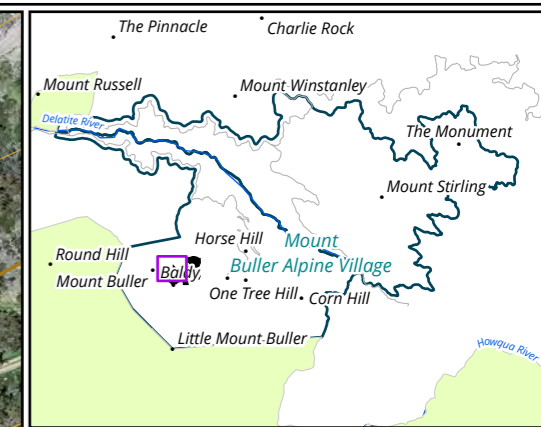 The Pinnacle
Charlie Rock
Mount Russell
Mount Winstanley
Delatite River
The Monument
Mount Stirling
Horse Hill
Mount
Buller Alpine Village
Round Hill
Mount Buller
Baldy
One Tree Hill
Corn Hill
Little Mount Buller
Howqua River